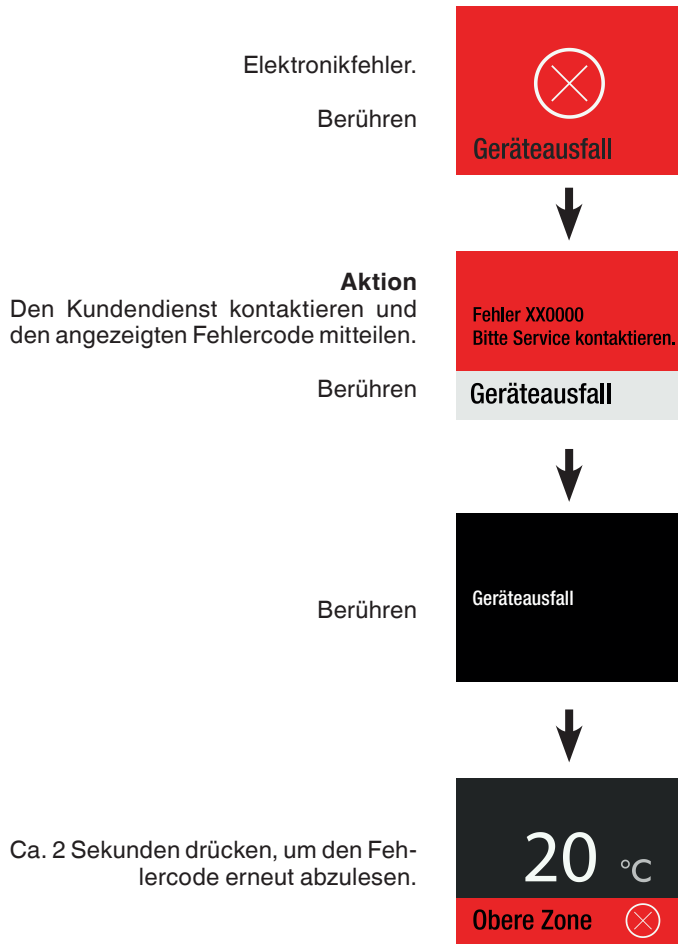 Elektronikfehler.
Berühren
Geräteausfall
Aktion
Den Kundendienst kontaktieren und
den angezeigten Fehlercode mitteilen.
Berühren
Fehler XX0000
Bitte Service kontaktieren.
Geräteausfall
Berühren
Geräteausfall
Ca. 2 Sekunden drücken, um den Feh-
lercode erneut abzulesen.
20 °C
Obere Zone